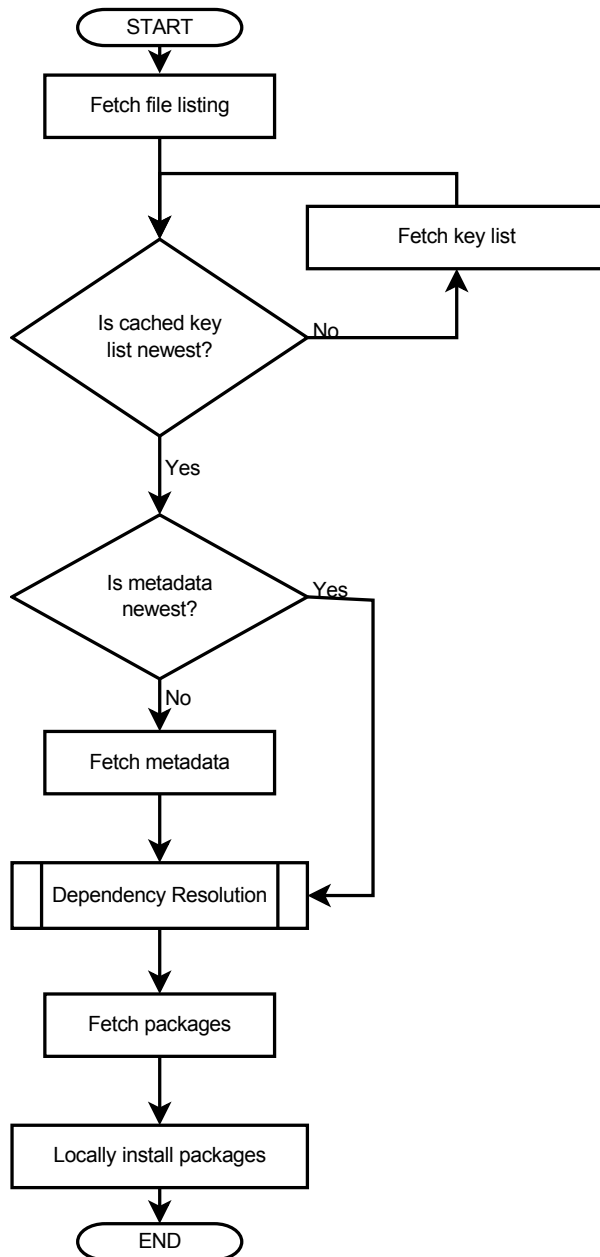 START
Fetch file listing
Fetch key list
Is cached key
list newest?
No
Yes
Is metadata
newest?
Yes
No
Fetch metadata
Dependency Resolution
Fetch packages
Locally install packages
END